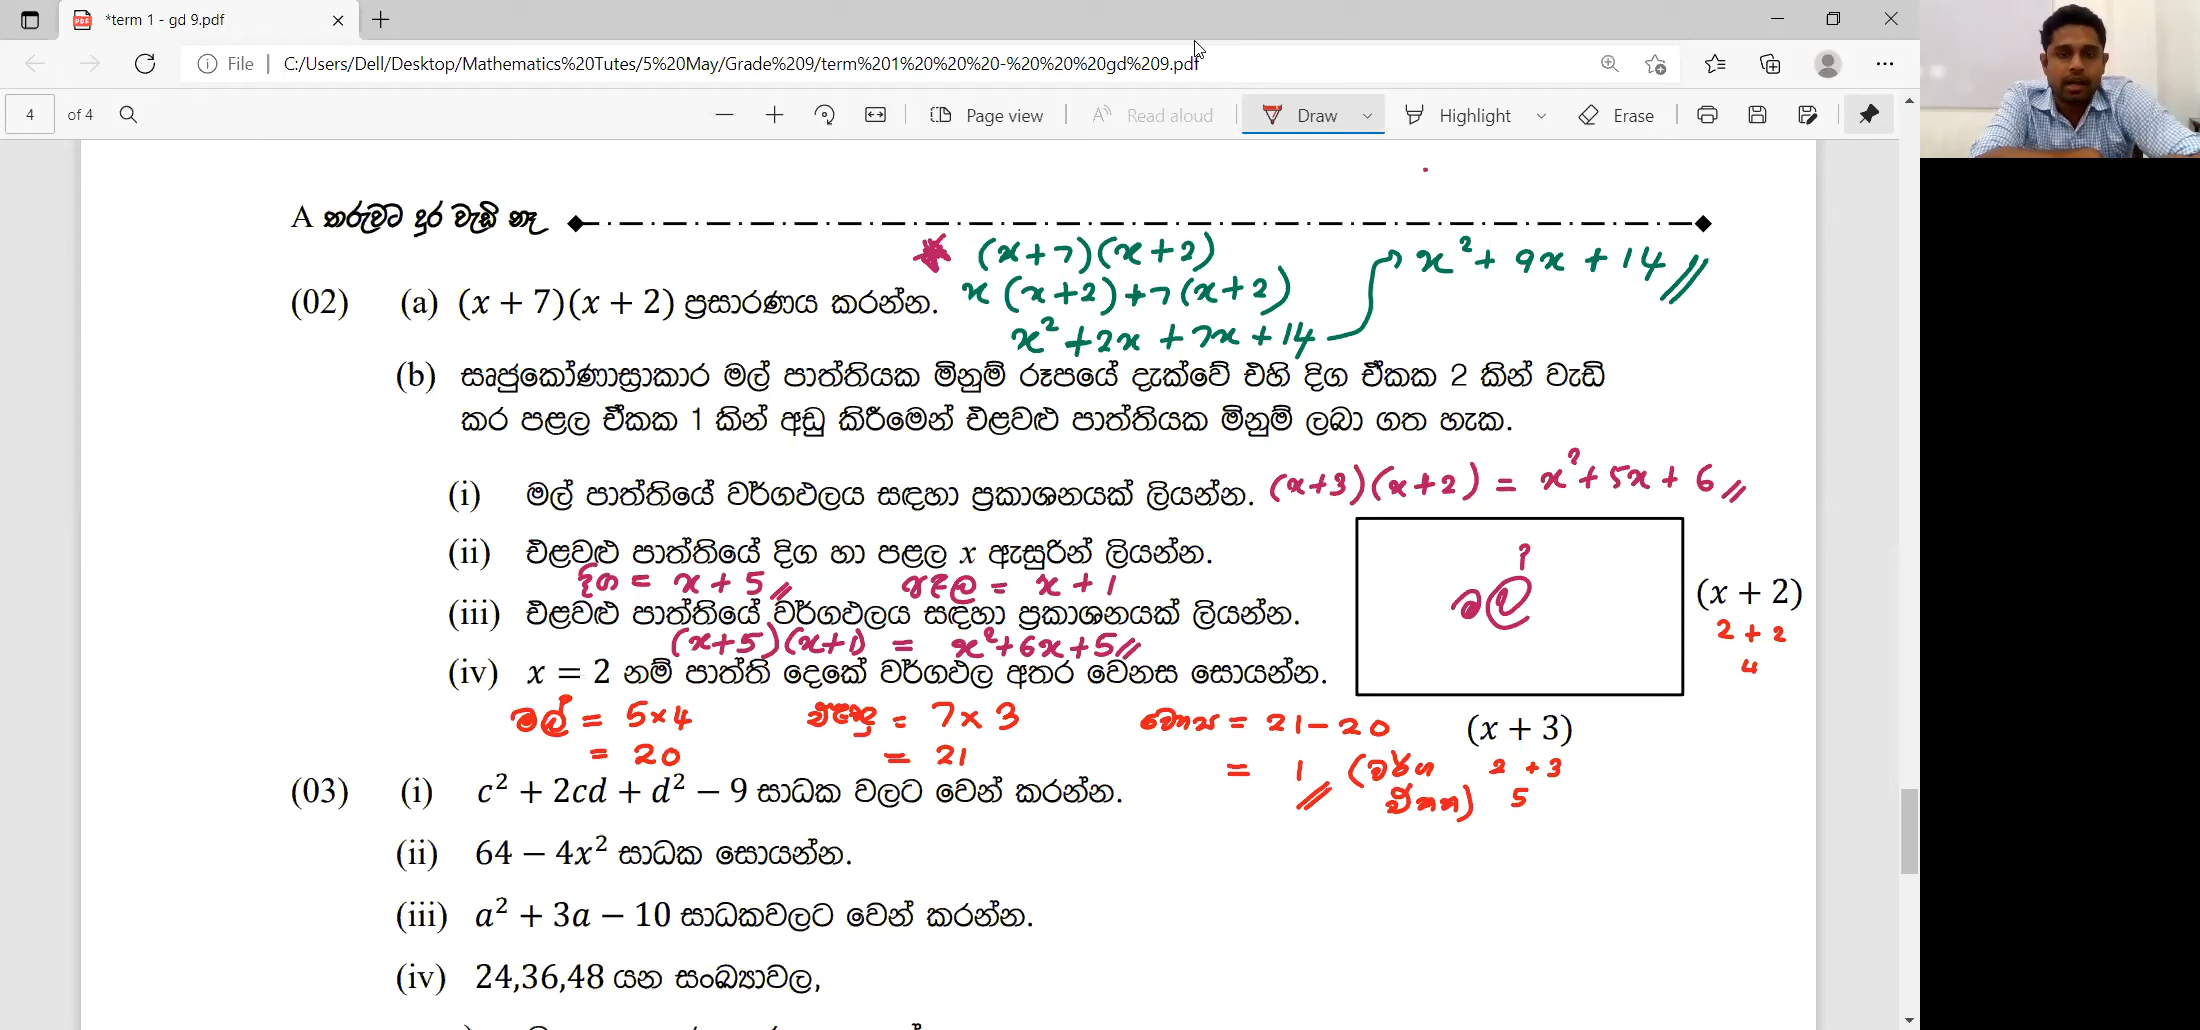 *term 1 - gd 9.pdf
File C:/Users/Dell/Desktop/Mathematics%20Tutes/5%20May/Grade%209/term%201%20%20%20-%20%20%20gd%209.pdf
4 of 4 Page view Read aloud Draw Highlight Erase
A තරුවට දුර වැඩි නෑ
(x+7)(x+2)
x² + 9x + 14
(02) (a) (x + 7)(x + 2) ප්‍රසාරණය කරන්න.
x(x+2)+7(x+2)
x² + 2x + 7x + 14
(b) සෘජුකෝණාස්‍රාකාර මල් පාත්තියක මිනුම් රූපයේ දැක්වේ එහි දිග ඒකක 2 කින් වැඩි
කර පළල ඒකක 1 කින් අඩු කිරීමෙන් එළවළු පාත්තියක මිනුම් ලබා ගත හැක.
(i) මල් පාත්තියේ වර්ගඵලය සඳහා ප්‍රකාශනයක් ලියන්න. (x+3)(x+2) = x² + 5x + 6
(ii) එළවළු පාත්තියේ දිග හා පළල x ඇසුරින් ලියන්න.
දිග = x + 5 පළල = x + 1
මල්
(x + 2)
2 + 2
4
(iii) එළවළු පාත්තියේ වර්ගඵලය සඳහා ප්‍රකාශනයක් ලියන්න.
(x+5)(x+1) = x²+6x+5
(iv) x = 2 නම් පාත්ති දෙකේ වර්ගඵල අතර වෙනස සොයන්න.
මල් = 5×4 එළවළු = 7×3 වෙනස = 21-20
= 20 = 21 = 1 (වර්ග ඒකක)
(x + 3)
2 + 3
5
(03) (i) c² + 2cd + d² − 9 සාධක වලට වෙන් කරන්න.
(ii) 64 − 4x² සාධක සොයන්න.
(iii) a² + 3a − 10 සාධකවලට වෙන් කරන්න.
(iv) 24,36,48 යන සංඛ්‍යාවල,